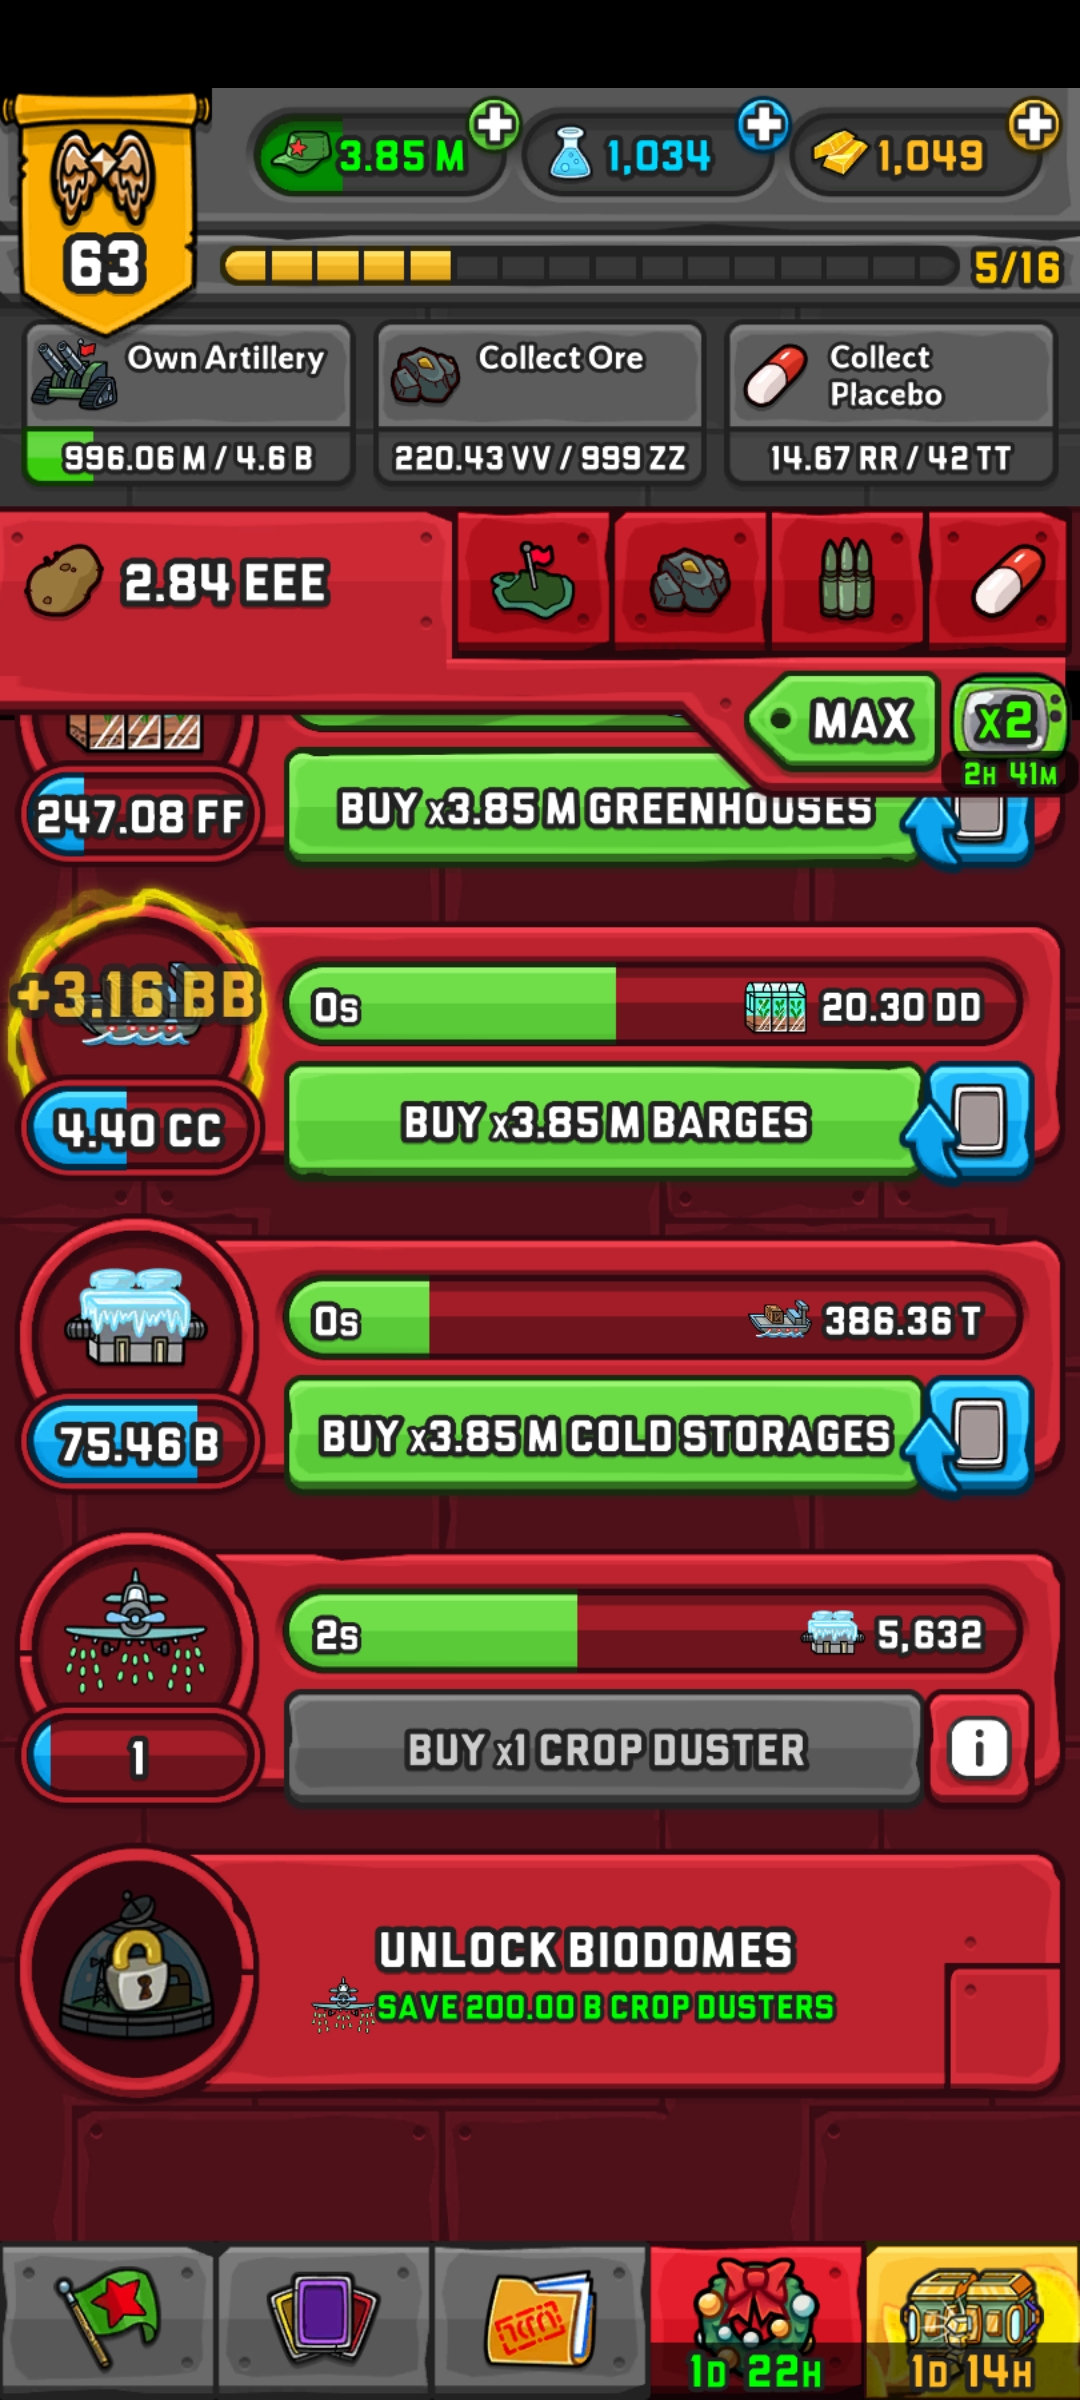 3.85 M
1,034
1,049
63
5/16
Own Artillery
996.06 M / 4.6 B
Collect Ore
220.43 VV / 999 ZZ
Collect
Placebo
14.67 RR / 42 TT
2.84 EEE
MAX
x2
2H 41M
247.08 FF
BUY x3.85 M GREENHOUSES
+3.16 BB
0s
20.30 DD
4.40 CC
BUY x3.85 M BARGES
0s
386.36 T
75.46 B
BUY x3.85 M COLD STORAGES
2s
5,632
1
BUY x1 CROP DUSTER
i
UNLOCK BIODOMES
SAVE 200.00 B CROP DUSTERS
1D 22H
1D 14H